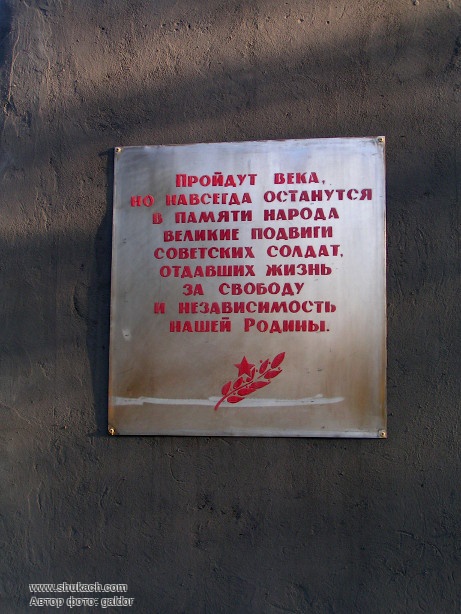 Пройдут века,
но навсегда останутся
в памяти народа
великие подвиги
советских солдат,
отдавших жизнь
за свободу
и независимость
нашей Родины.
www.shukach.com
Автор фото: galdor